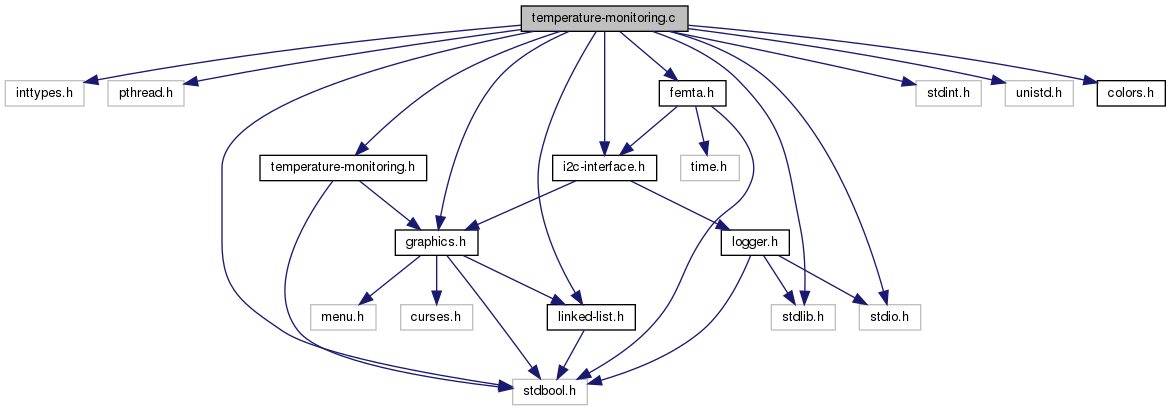 temperature-monitoring.c
inttypes.h
pthread.h
femta.h
stdint.h
unistd.h
colors.h
temperature-monitoring.h
i2c-interface.h
time.h
graphics.h
logger.h
menu.h
curses.h
linked-list.h
stdlib.h
stdio.h
stdbool.h